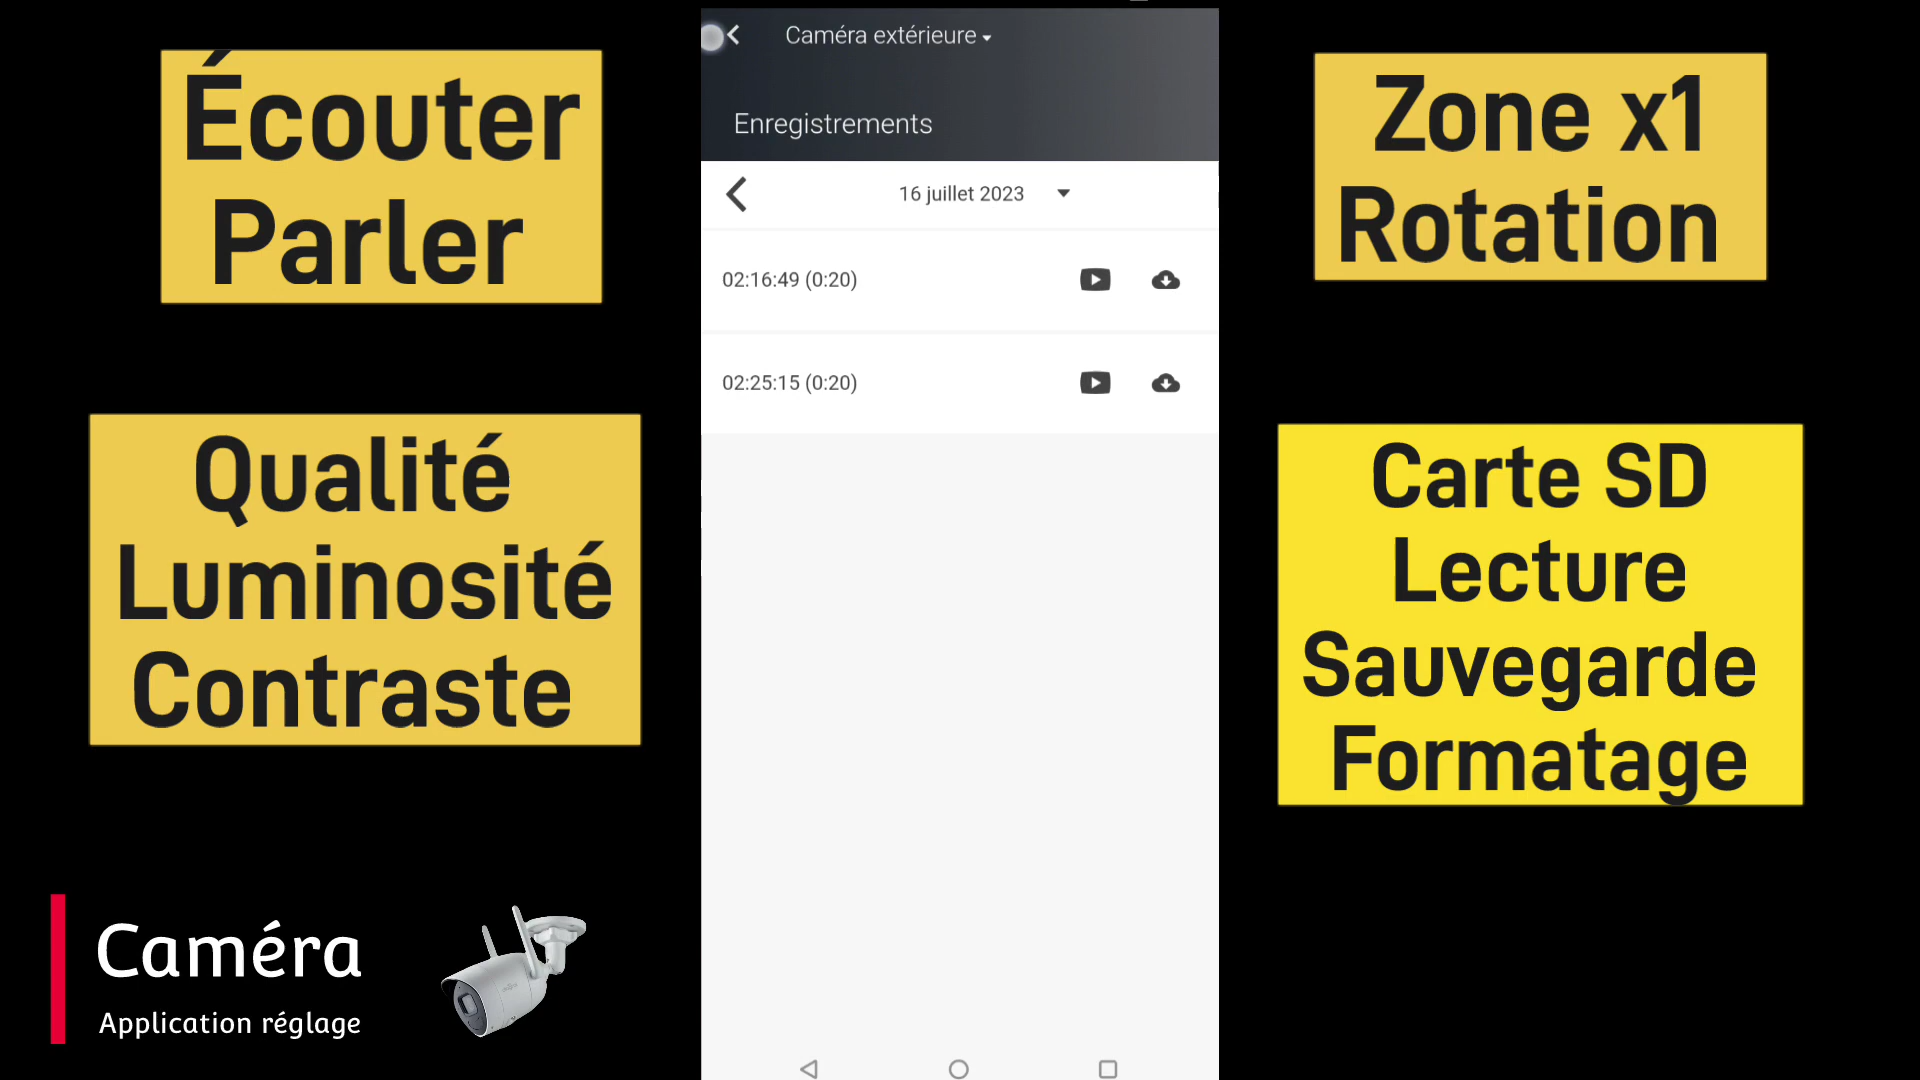 Écouter
Parler
Qualité
Luminosité
Contraste
Caméra
Application réglage
Caméra extérieure
Enregistrements
16 juillet 2023
02:16:49 (0:20)
02:25:15 (0:20)
Zone x1
Rotation
Carte SD
Lecture
Sauvegarde
Formatage